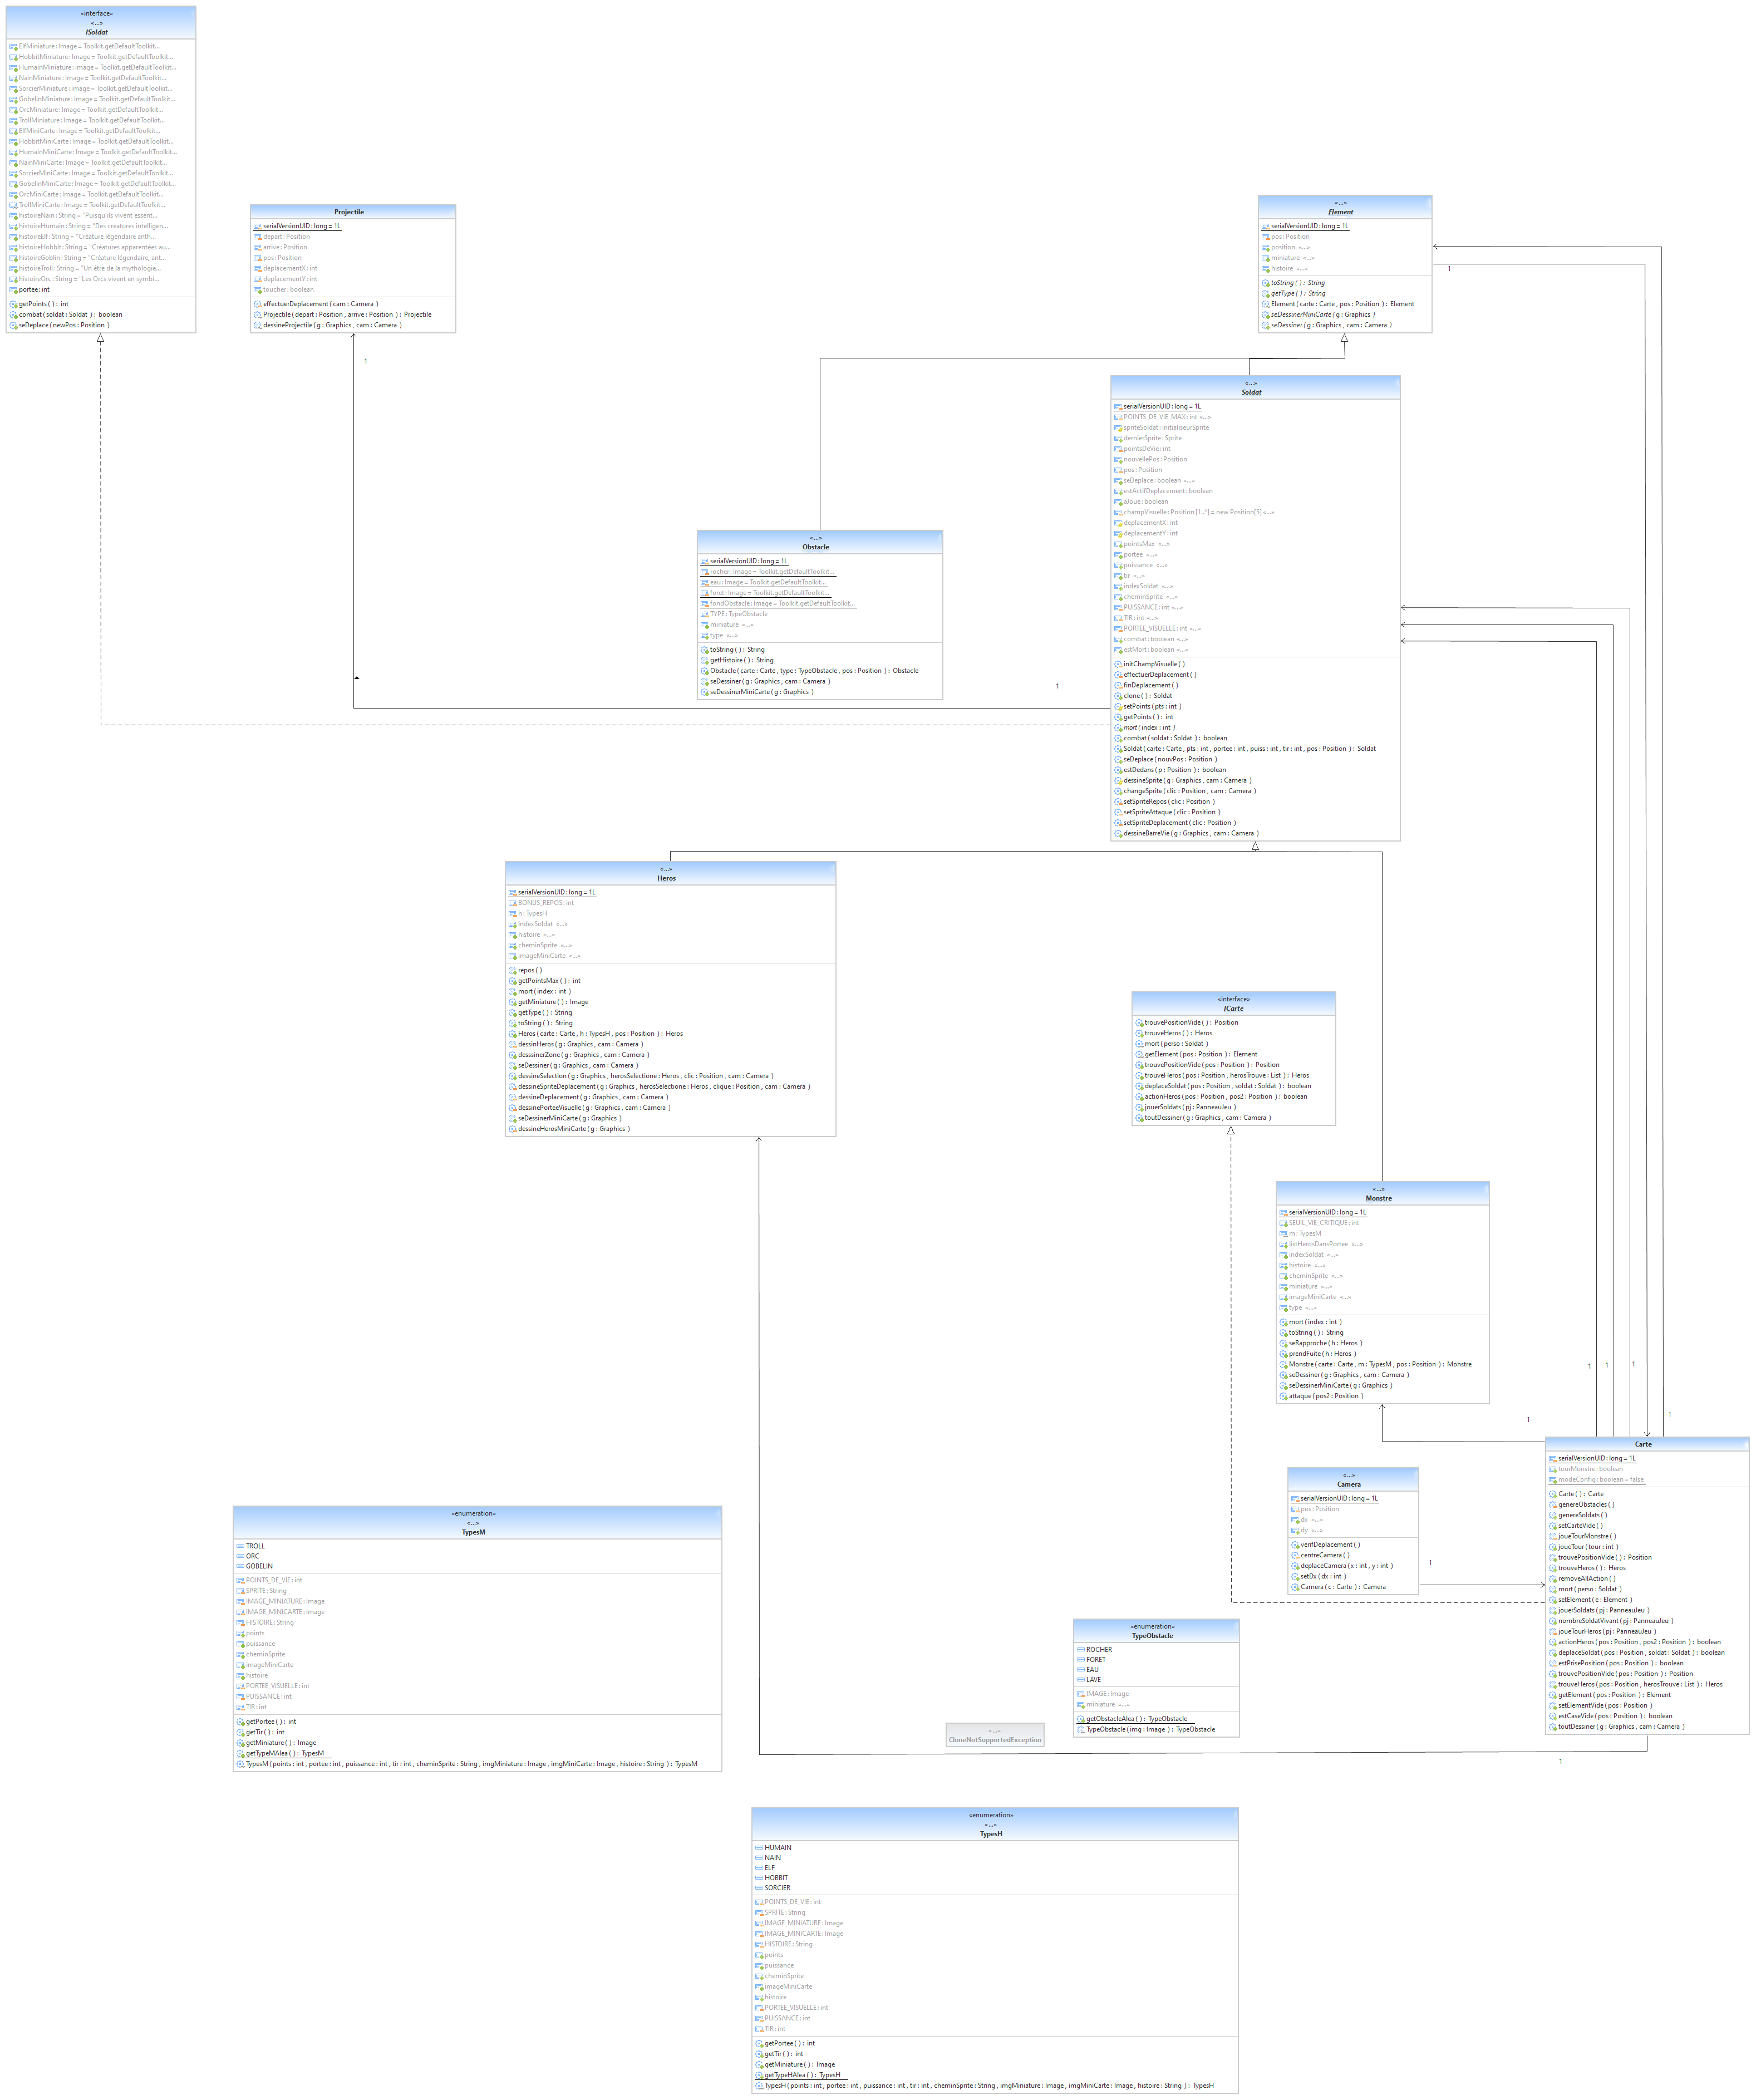 «interface»
«...»
ISoldat
ElfMiniature : Image = Toolkit.getDefaultToolkit...
HobbitMiniature : Image = Toolkit.getDefaultToolkit...
HumainMiniature : Image = Toolkit.getDefaultToolkit...
NainMiniature : Image = Toolkit.getDefaultToolkit...
SorcierMiniature : Image = Toolkit.getDefaultToolkit...
GobelinMiniature : Image = Toolkit.getDefaultToolkit...
OrcMiniature : Image = Toolkit.getDefaultToolkit...
TrollMiniature : Image = Toolkit.getDefaultToolkit...
ElfMiniCarte : Image = Toolkit.getDefaultToolkit...
HobbitMiniCarte : Image = Toolkit.getDefaultToolkit...
HumainMiniCarte : Image = Toolkit.getDefaultToolkit...
NainMiniCarte : Image = Toolkit.getDefaultToolkit...
SorcierMiniCarte : Image = Toolkit.getDefaultToolkit...
GobelinMiniCarte : Image = Toolkit.getDefaultToolkit...
OrcMiniCarte : Image = Toolkit.getDefaultToolkit...
TrollMiniCarte : Image = Toolkit.getDefaultToolkit...
histoireNain : String = "Puisqu'ils vivent essent...
histoireHumain : String = "Des creatures intelligen...
histoireElf : String = "Créature légendaire anth...
histoireHobbit : String = "Créatures apparentées au...
histoireGoblin : String = "Créature légendaire, ant...
histoireTroll : String = "Un être de la mythologie...
histoireOrc : String = "Les Orcs vivent en symbi...
portee : int
getPoints ( ) : int
combat ( soldat : Soldat ) : boolean
seDeplace ( newPos : Position )
Projectile
serialVersionUID : long = 1L
depart : Position
arrive : Position
pos : Position
deplacementX : int
deplacementY : int
toucher : boolean
effectuerDeplacement ( cam : Camera )
Projectile ( depart : Position , arrive : Position ) : Projectile
dessineProjectile ( g : Graphics , cam : Camera )
1
«...»
Element
serialVersionUID : long = 1L
pos : Position
position «...»
miniature «...»
histoire «...»
toString ( ) : String
getType ( ) : String
Element ( carte : Carte , pos : Position ) : Element
seDessinerMiniCarte ( g : Graphics )
seDessiner ( g : Graphics , cam : Camera )
1
«...»
Soldat
serialVersionUID : long = 1L
POINTS_DE_VIE_MAX : int «...»
spriteSoldat : InitialiseurSprite
dernierSprite : Sprite
pointsDeVie : int
nouvellePos : Position
pos : Position
seDeplace : boolean «...»
estActifDeplacement : boolean
aJoue : boolean
champVisuelle : Position [1..*] = new Position[5] «...»
deplacementX : int
deplacementY : int
pointsMax «...»
portee «...»
puissance «...»
tir «...»
indexSoldat «...»
cheminSprite «...»
PUISSANCE : int «...»
TIR : int «...»
PORTEE_VISUELLE : int «...»
combat : boolean «...»
estMort : boolean «...»
initChampVisuelle ( )
effectuerDeplacement ( )
finDeplacement ( )
clone ( ) : Soldat
setPoints ( pts : int )
getPoints ( ) : int
mort ( index : int )
combat ( soldat : Soldat ) : boolean
Soldat ( carte : Carte , pts : int , portee : int , puiss : int , tir : int , pos : Position ) : Soldat
seDeplace ( nouvPos : Position )
estDedans ( p : Position ) : boolean
dessineSprite ( g : Graphics , cam : Camera )
changeSprite ( clic : Position , cam : Camera )
setSpriteRepos ( clic : Position )
setSpriteAttaque ( clic : Position )
setSpriteDeplacement ( clic : Position )
dessineBarreVie ( g : Graphics , cam : Camera )
«...»
Obstacle
serialVersionUID : long = 1L
rocher : Image = Toolkit.getDefaultToolkit...
eau : Image = Toolkit.getDefaultToolkit...
foret : Image = Toolkit.getDefaultToolkit...
fondObstacle : Image = Toolkit.getDefaultToolkit...
TYPE : TypeObstacle
miniature «...»
type «...»
toString ( ) : String
getHistoire ( ) : String
Obstacle ( carte : Carte , type : TypeObstacle , pos : Position ) : Obstacle
seDessiner ( g : Graphics , cam : Camera )
seDessinerMiniCarte ( g : Graphics )
1
«...»
Heros
serialVersionUID : long = 1L
BONUS_REPOS : int
h : TypesH
indexSoldat «...»
histoire «...»
cheminSprite «...»
imageMiniCarte «...»
repos ( )
getPointsMax ( ) : int
mort ( index : int )
getMiniature ( ) : Image
getType ( ) : String
toString ( ) : String
Heros ( carte : Carte , h : TypesH , pos : Position ) : Heros
dessinHeros ( g : Graphics , cam : Camera )
desssinerZone ( g : Graphics , cam : Camera )
seDessiner ( g : Graphics , cam : Camera )
dessineSelection ( g : Graphics , herosSelectione : Heros , clic : Position , cam : Camera )
dessineSpriteDeplacement ( g : Graphics , herosSelectione : Heros , clique : Position , cam : Camera )
dessineDeplacement ( g : Graphics , cam : Camera )
dessinePorteeVisuelle ( g : Graphics , cam : Camera )
seDessinerMiniCarte ( g : Graphics )
dessineHerosMiniCarte ( g : Graphics )
«interface»
ICarte
trouvePositionVide ( ) : Position
trouveHeros ( ) : Heros
mort ( perso : Soldat )
getElement ( pos : Position ) : Element
trouvePositionVide ( pos : Position ) : Position
trouveHeros ( pos : Position , herosTrouve : List ) : Heros
deplaceSoldat ( pos : Position , soldat : Soldat ) : boolean
actionHeros ( pos : Position , pos2 : Position ) : boolean
jouerSoldats ( pj : PanneauJeu )
toutDessiner ( g : Graphics , cam : Camera )
«...»
Monstre
serialVersionUID : long = 1L
SEUIL_VIE_CRITIQUE : int
m : TypesM
listHerosDansPortee «...»
indexSoldat «...»
histoire «...»
cheminSprite «...»
miniature «...»
imageMiniCarte «...»
type «...»
mort ( index : int )
toString ( ) : String
seRapproche ( h : Heros )
prendFuite ( h : Heros )
Monstre ( carte : Carte , m : TypesM , pos : Position ) : Monstre
seDessiner ( g : Graphics , cam : Camera )
seDessinerMiniCarte ( g : Graphics )
attaque ( pos2 : Position )
1
1
1
1
1
Carte
serialVersionUID : long = 1L
tourMonstre : boolean
modeConfig : boolean = false
Carte ( ) : Carte
genereObstacles ( )
genereSoldats ( )
setCarteVide ( )
joueTourMonstre ( )
joueTour ( tour : int )
trouvePositionVide ( ) : Position
trouveHeros ( ) : Heros
removeAllAction ( )
mort ( perso : Soldat )
setElement ( e : Element )
jouerSoldats ( pj : PanneauJeu )
nombreSoldatVivant ( pj : PanneauJeu )
joueTourHeros ( pj : PanneauJeu )
actionHeros ( pos : Position , pos2 : Position ) : boolean
deplaceSoldat ( pos : Position , soldat : Soldat ) : boolean
estPrisePosition ( pos : Position ) : boolean
trouvePositionVide ( pos : Position ) : Position
trouveHeros ( pos : Position , herosTrouve : List ) : Heros
getElement ( pos : Position ) : Element
setElementVide ( pos : Position )
estCaseVide ( pos : Position ) : boolean
toutDessiner ( g : Graphics , cam : Camera )
«...»
Camera
serialVersionUID : long = 1L
pos : Position
dx «...»
dy «...»
verifDeplacement ( )
centreCamera ( )
deplaceCamera ( x : int , y : int )
setDx ( dx : int )
Camera ( c : Carte ) : Camera
1
«enumeration»
«...»
TypesM
TROLL
ORC
GOBELIN
POINTS_DE_VIE : int
SPRITE : String
IMAGE_MINIATURE : Image
IMAGE_MINICARTE : Image
HISTOIRE : String
points
puissance
cheminSprite
imageMiniCarte
histoire
PORTEE_VISUELLE : int
PUISSANCE : int
TIR : int
getPortee ( ) : int
getTir ( ) : int
getMiniature ( ) : Image
getTypeMAlea ( ) : TypesM
TypesM ( points : int , portee : int , puissance : int , tir : int , cheminSprite : String , imgMiniature : Image , imgMiniCarte : Image , histoire : String ) : TypesM
«enumeration»
TypeObstacle
ROCHER
FORET
EAU
LAVE
IMAGE : Image
miniature «...»
getObstacleAlea ( ) : TypeObstacle
TypeObstacle ( img : Image ) : TypeObstacle
«...»
CloneNotSupportedException
1
«enumeration»
«...»
TypesH
HUMAIN
NAIN
ELF
HOBBIT
SORCIER
POINTS_DE_VIE : int
SPRITE : String
IMAGE_MINIATURE : Image
IMAGE_MINICARTE : Image
HISTOIRE : String
points
puissance
cheminSprite
imageMiniCarte
histoire
PORTEE_VISUELLE : int
PUISSANCE : int
TIR : int
getPortee ( ) : int
getTir ( ) : int
getMiniature ( ) : Image
getTypeHAlea ( ) : TypesH
TypesH ( points : int , portee : int , puissance : int , tir : int , cheminSprite : String , imgMiniature : Image , imgMiniCarte : Image , histoire : String ) : TypesH